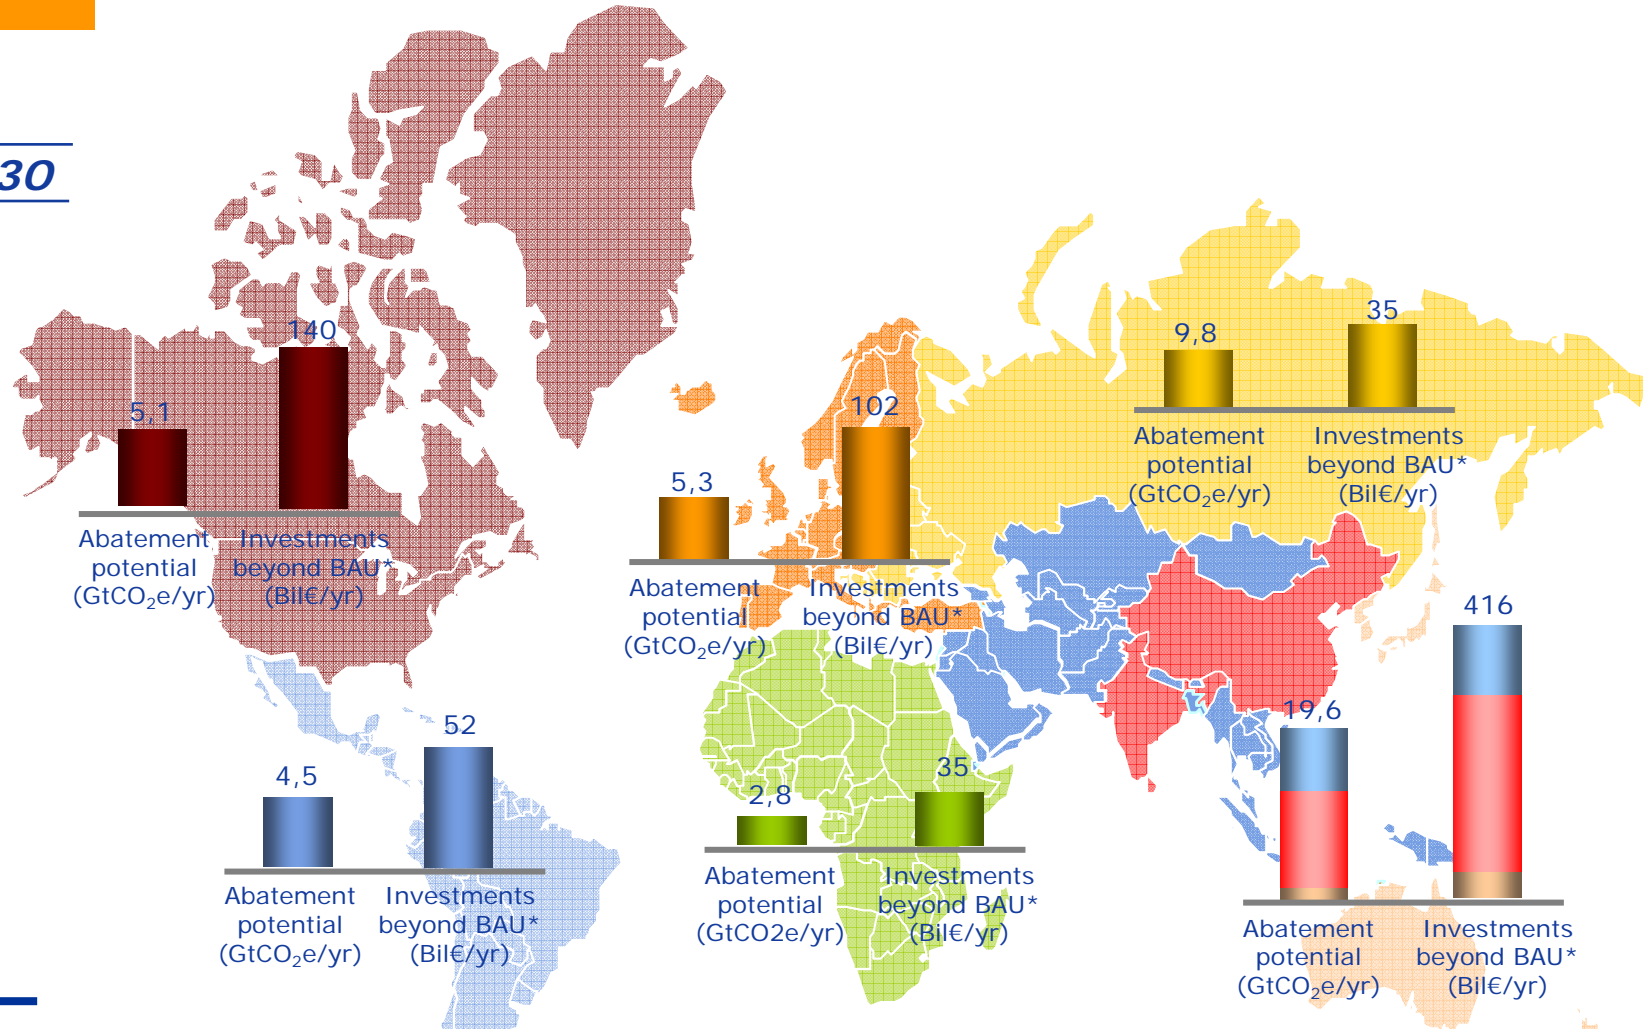 30
140
5,1
Abatement
potential
(GtCO₂e/yr)
Investments
beyond BAU*
(Bil€/yr)
35
9,8
Abatement
potential
(GtCO₂e/yr)
Investments
beyond BAU*
(Bil€/yr)
102
5,3
Abatement
potential
(GtCO₂e/yr)
Investments
beyond BAU*
(Bil€/yr)
416
19,6
Abatement
potential
(GtCO₂e/yr)
Investments
beyond BAU*
(Bil€/yr)
52
4,5
Abatement
potential
(GtCO₂e/yr)
Investments
beyond BAU*
(Bil€/yr)
35
2,8
Abatement
potential
(GtCO2e/yr)
Investments
beyond BAU*
(Bil€/yr)